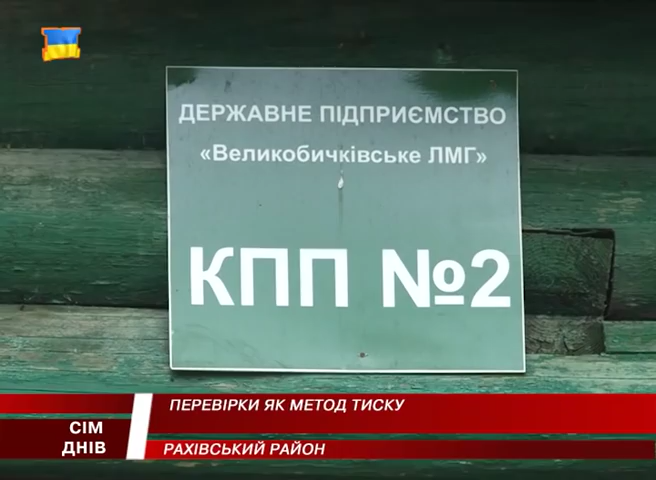 ДЕРЖАВНЕ ПІДПРИЄМСТВО
«Великобичківське ЛМГ»
КПП №2
ПЕРЕВІРКИ ЯК МЕТОД ТИСКУ
СІМ
ДНІВ
РАХІВСЬКИЙ РАЙОН